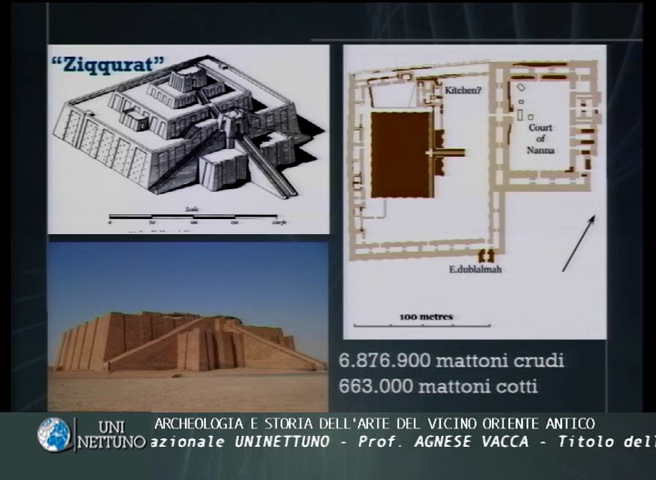 “Ziqqurat”
Scale
Kitchen?
Court
of
Nanna
E.dublalmah
100 metres
6.876.900 mattoni crudi
663.000 mattoni cotti
UNI
NETTUNO
ARCHEOLOGIA E STORIA DELL'ARTE DEL VICINO ORIENTE ANTICO
azionale UNINETTUNO - Prof. AGNESE VACCA - Titolo dell